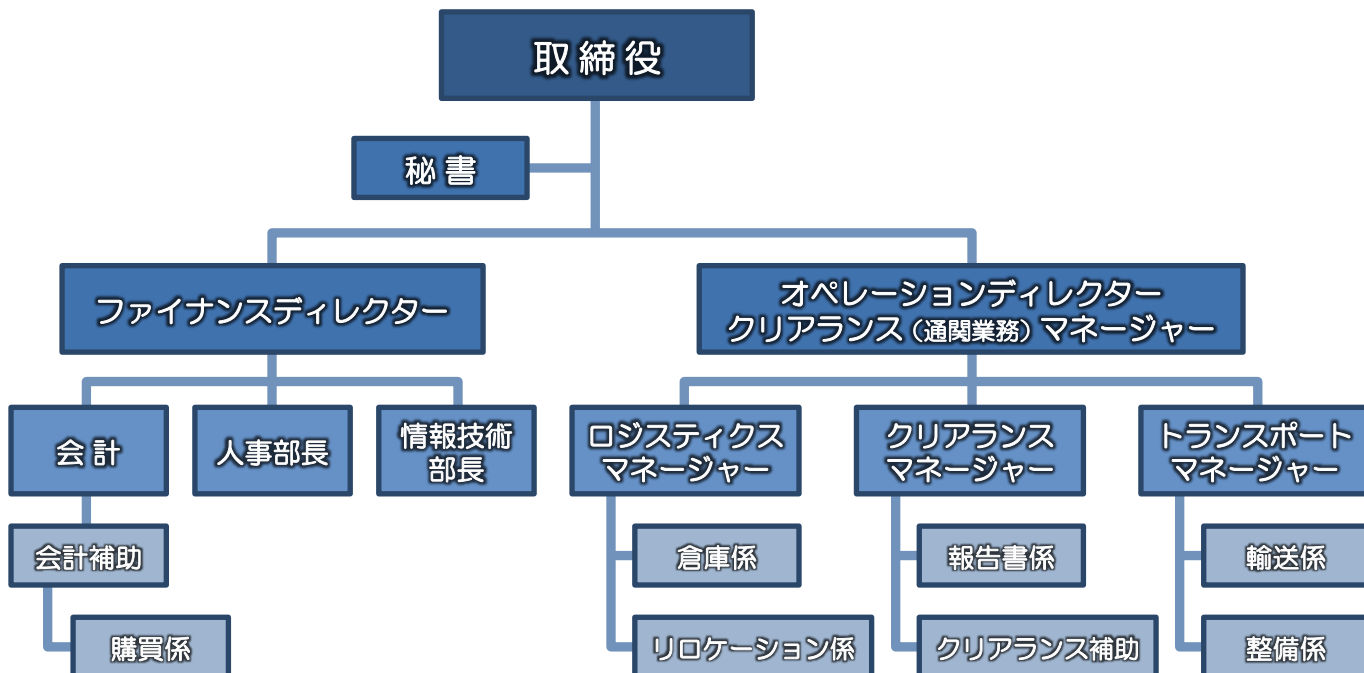 取締役
秘書
ファイナンスディレクター
オペレーションディレクター
クリアランス（通関業務）マネージャー
会計
人事部長
情報技術
部長
ロジスティクス
マネージャー
クリアランス
マネージャー
トランスポート
マネージャー
会計補助
倉庫係
報告書係
輸送係
購買係
リロケーション係
クリアランス補助
整備係